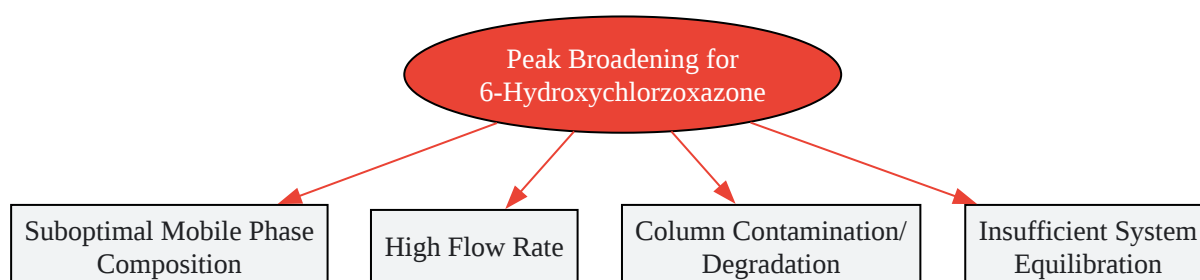 Peak Broadening for
6-Hydroxychlorzoxazone
Suboptimal Mobile Phase
Composition
High Flow Rate
Column Contamination/
Degradation
Insufficient System
Equilibration